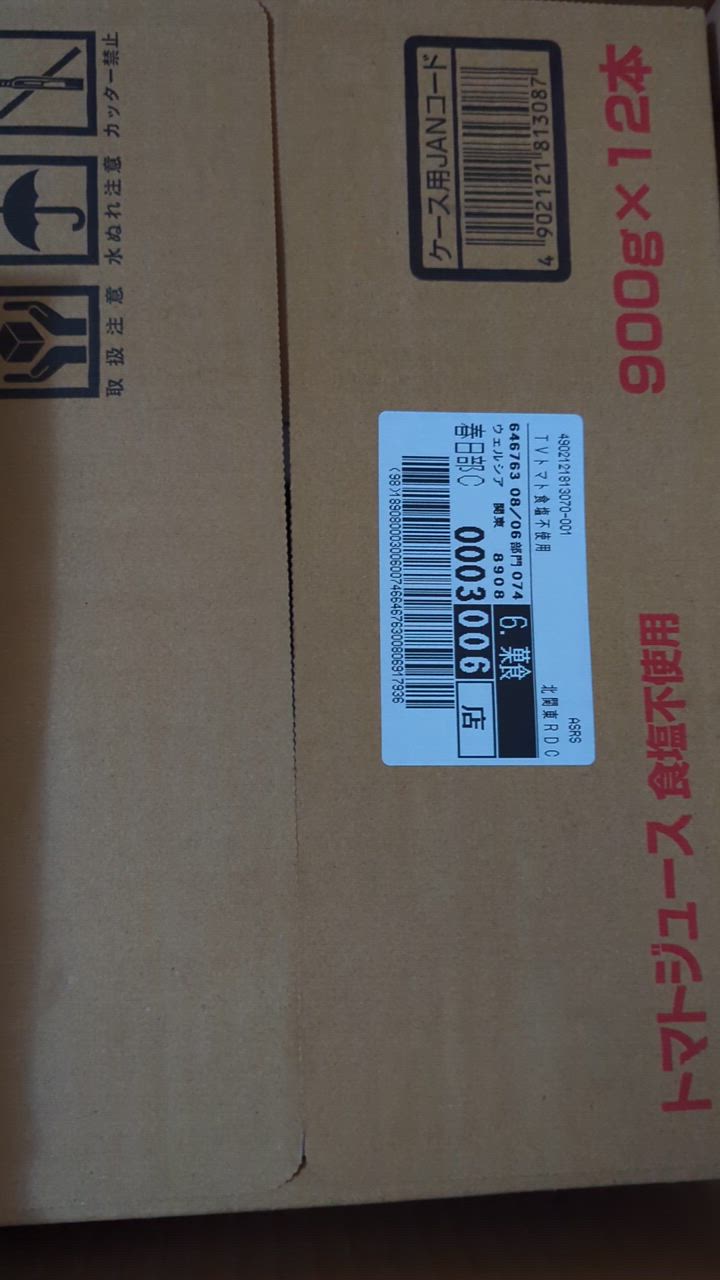 トマトジュース 食塩不使用 900g×12本
ケース用JANコード
4 902121 813087
4902121813070-001
ASRS
TVトマト食塩不使用
北関東RDC
646763 08/06 部門 074
6. 菓食
ウェルシア 関東 8908
春日部C 0003006 店
取扱注意
水ぬれ注意
カッター禁止